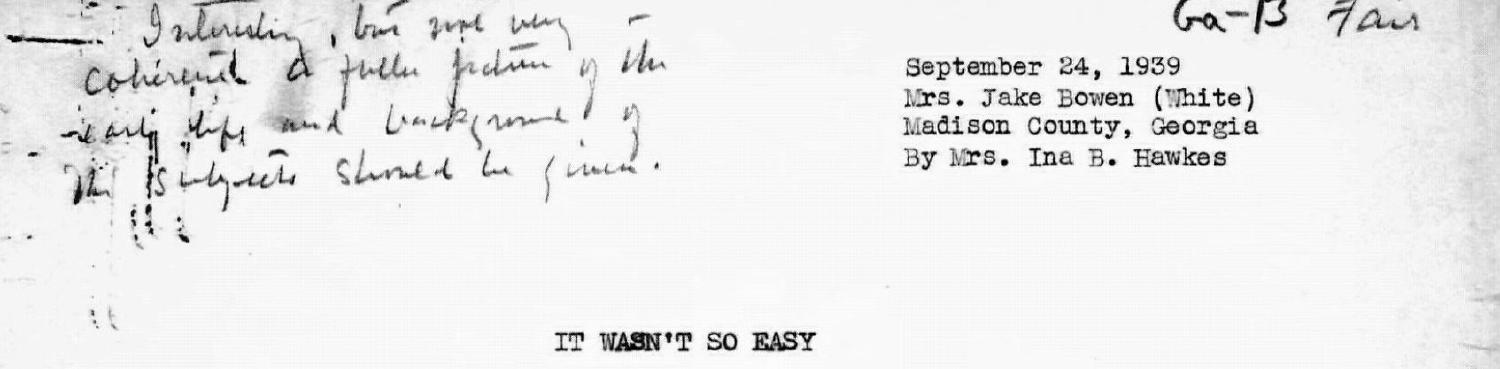 Ga-B Fair
Interesting, but not very
coherent. A fuller picture of the
early life and background of
the subjects should be given.
September 24, 1939
Mrs. Jake Bowen (White)
Madison County, Georgia
By Mrs. Ina B. Hawkes
IT WASN'T SO EASY